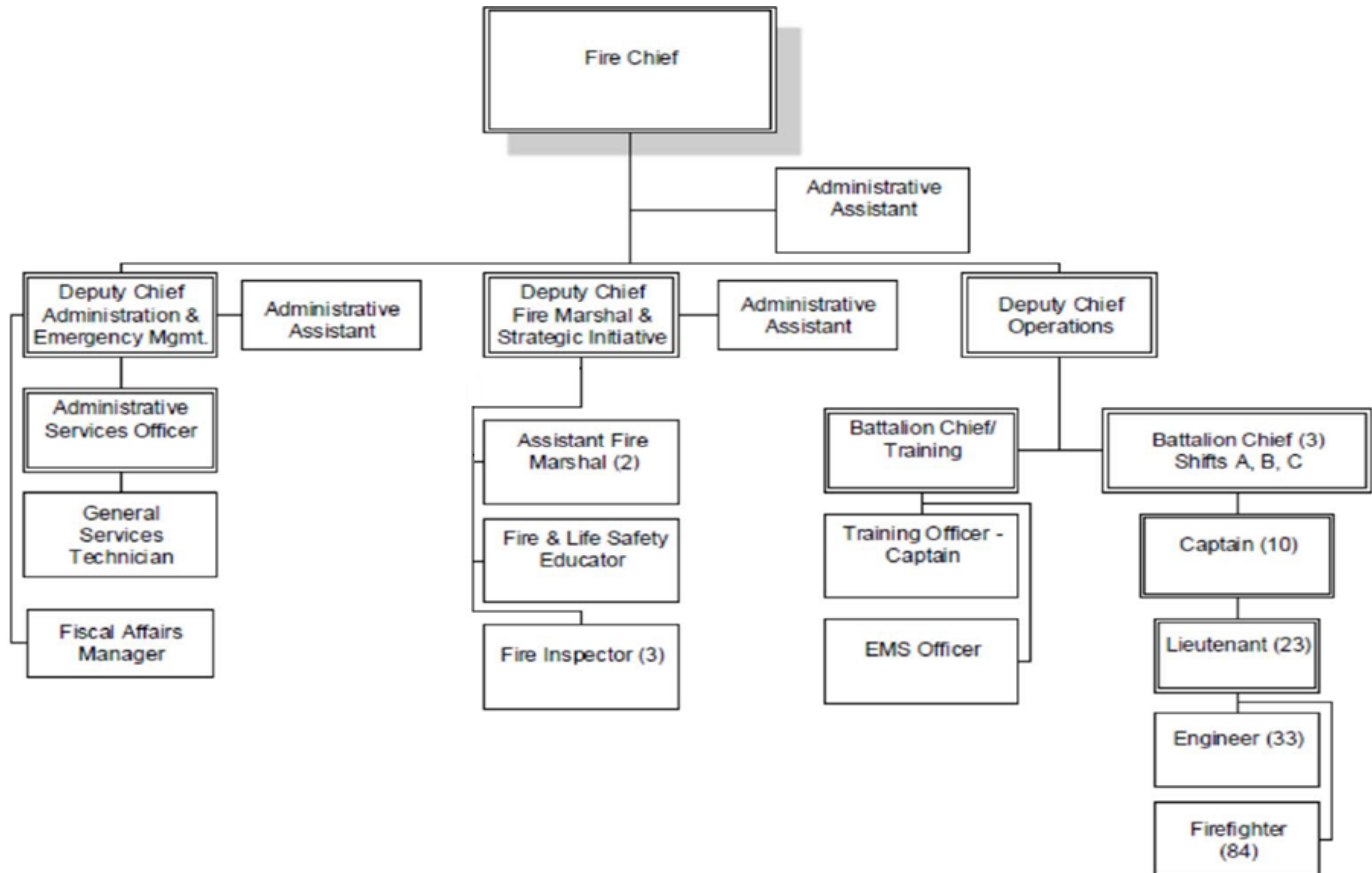 Fire Chief
Administrative
Assistant
Deputy Chief
Administration &
Emergency Mgmt.
Administrative
Assistant
Deputy Chief
Fire Marshal &
Strategic Initiative
Administrative
Assistant
Deputy Chief
Operations
Administrative
Services Officer
General
Services
Technician
Fiscal Affairs
Manager
Assistant Fire
Marshal (2)
Fire & Life Safety
Educator
Fire Inspector (3)
Battalion Chief/
Training
Training Officer -
Captain
EMS Officer
Battalion Chief (3)
Shifts A, B, C
Captain (10)
Lieutenant (23)
Engineer (33)
Firefighter
(84)